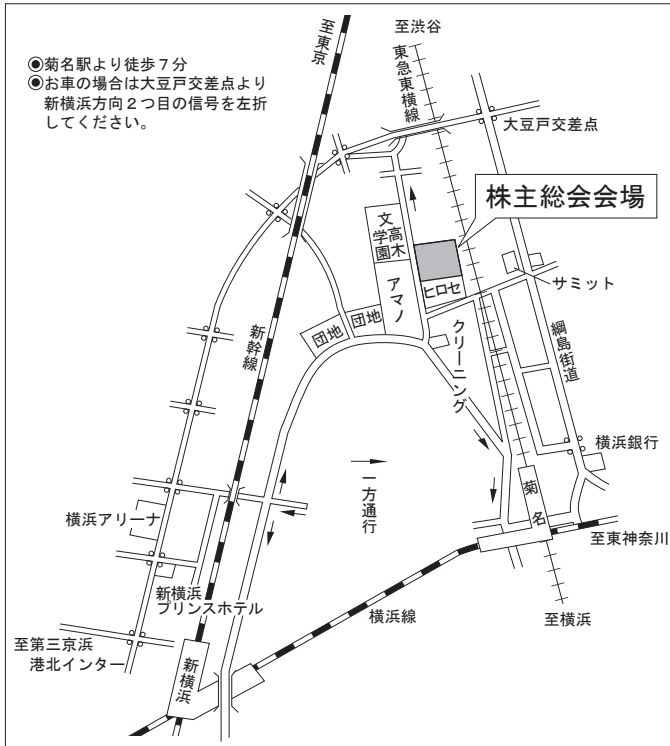 ◉菊名駅より徒歩７分
◉お車の場合は大豆戸交差点より
新横浜方向２つ目の信号を左折
してください。
至東京
至渋谷
東急東横線
大豆戸交差点
株主総会会場
高木
文学園
アマノ
ヒロセ
サミット
団地
団地
クリーニング
綱島街道
新幹線
横浜銀行
一方通行
菊名
横浜アリーナ
至東神奈川
新横浜
プリンスホテル
横浜線
至横浜
至第三京浜
港北インター
新横浜